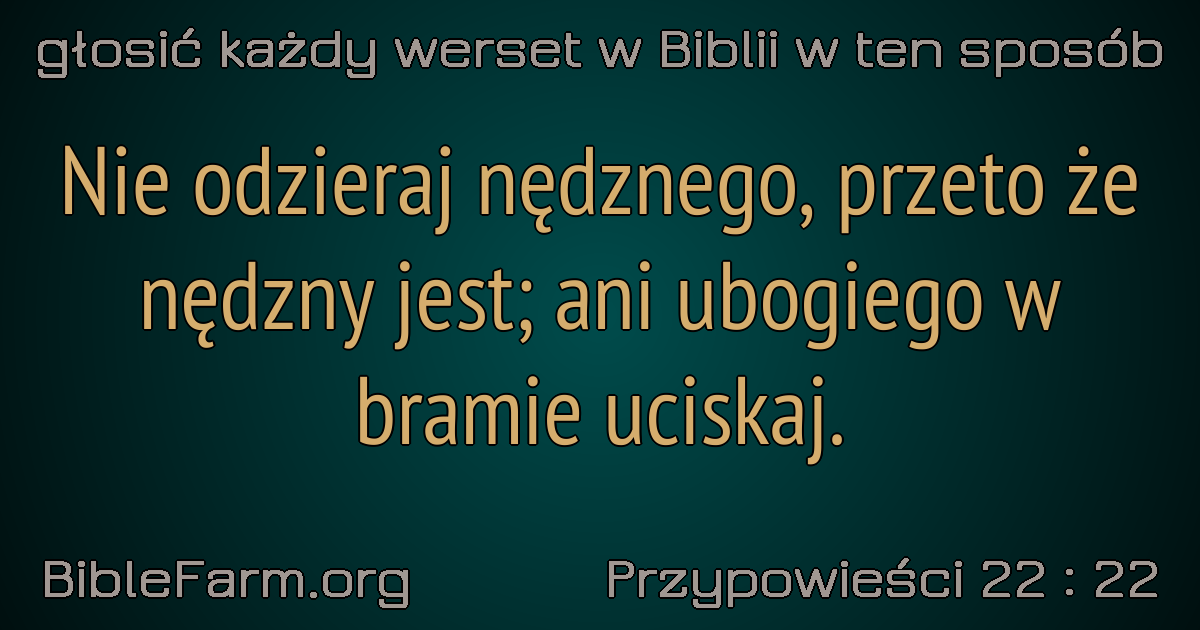 głosić każdy werset w Biblii w ten sposób
Nie odzieraj nędznego, przeto że
nędzny jest; ani ubogiego w
bramie uciskaj.
BibleFarm.org
Przypowieści 22 : 22